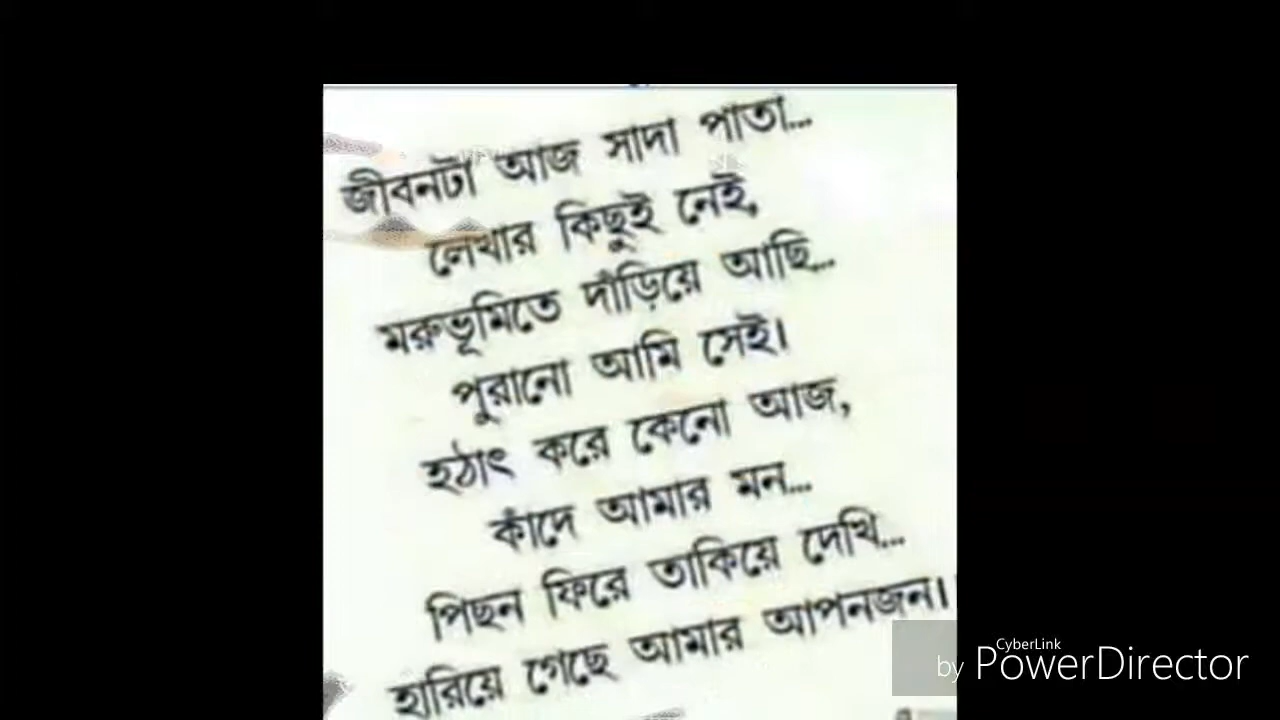 জীবনটা আজ সাদা পাতা...
লেখার কিছুই নেই,
মরুভূমিতে দাঁড়িয়ে আছি...
পুরানো আমি সেই।
হঠাৎ করে কেনো আজ,
কাঁদে আমার মন...
পিছন ফিরে তাকিয়ে দেখি...
হারিয়ে গেছে আমার আপনজন।
CyberLink
by PowerDirector